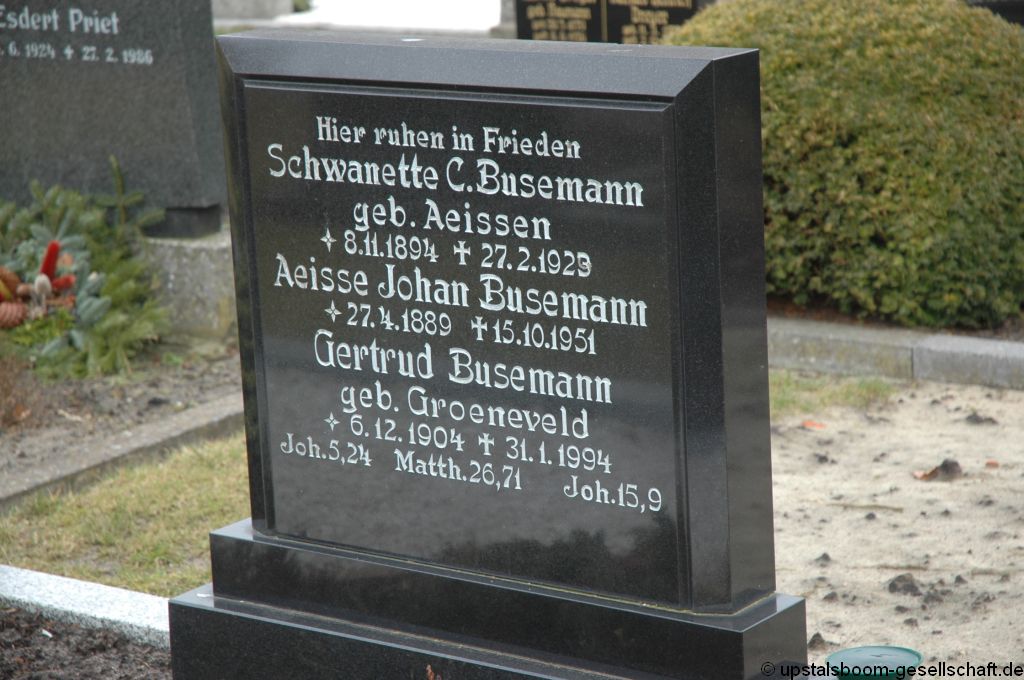 Esdert Priet
6. 1924 ✝ 27. 2. 1986
Hier ruhen in Frieden
Schwanette C. Busemann
geb. Aeissen
✧ 8.11.1894 ✝ 27.2.1923
Aeisse Johan Busemann
✧ 27.4.1889 ✝ 15.10.1951
Gertrud Busemann
geb. Groeneveld
✧ 6.12.1904 ✝ 31.1.1994
Joh.5,24 Matth.26,71 Joh.15,9
© upstalsboom-gesellschaft.de